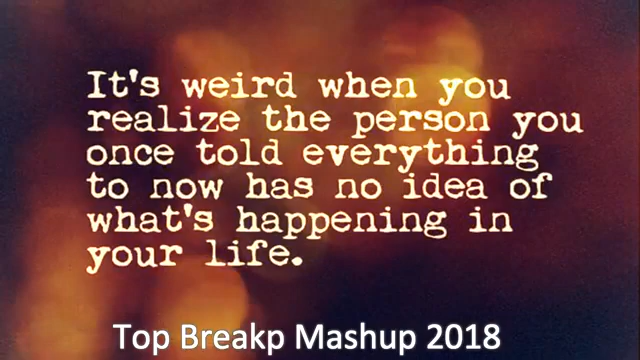 It's weird when you
realize the person you
once told everything
to now has no idea of
what's happening in
your life.
Top Breakp Mashup 2018